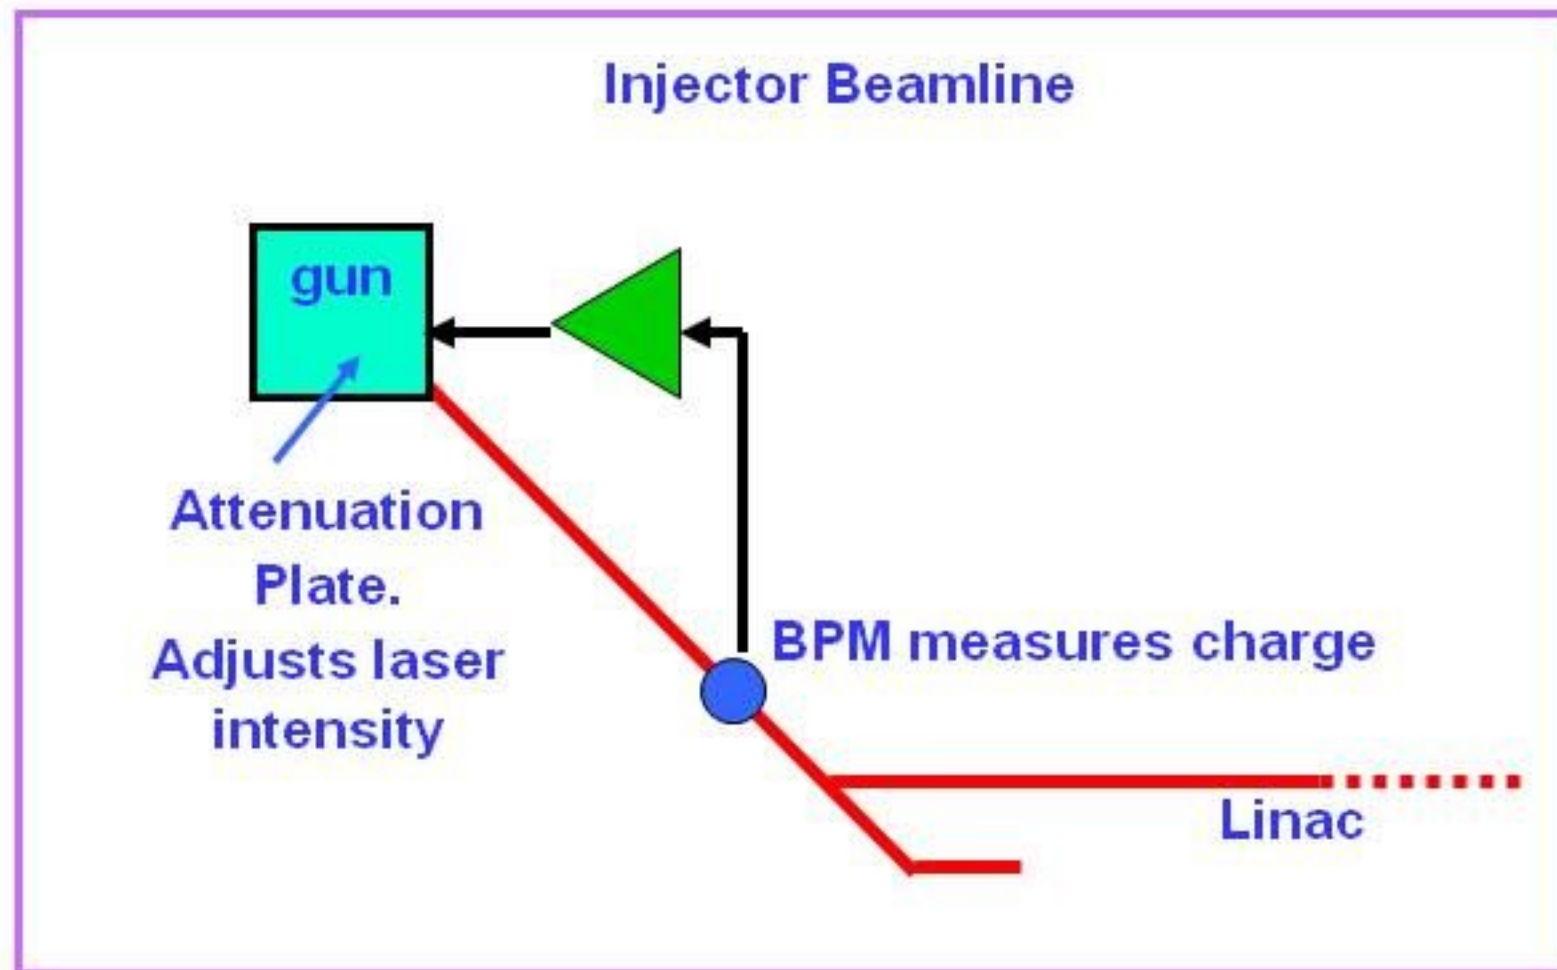 Injector Beamline
gun
Attenuation
Plate.
Adjusts laser
intensity
BPM measures charge
Linac